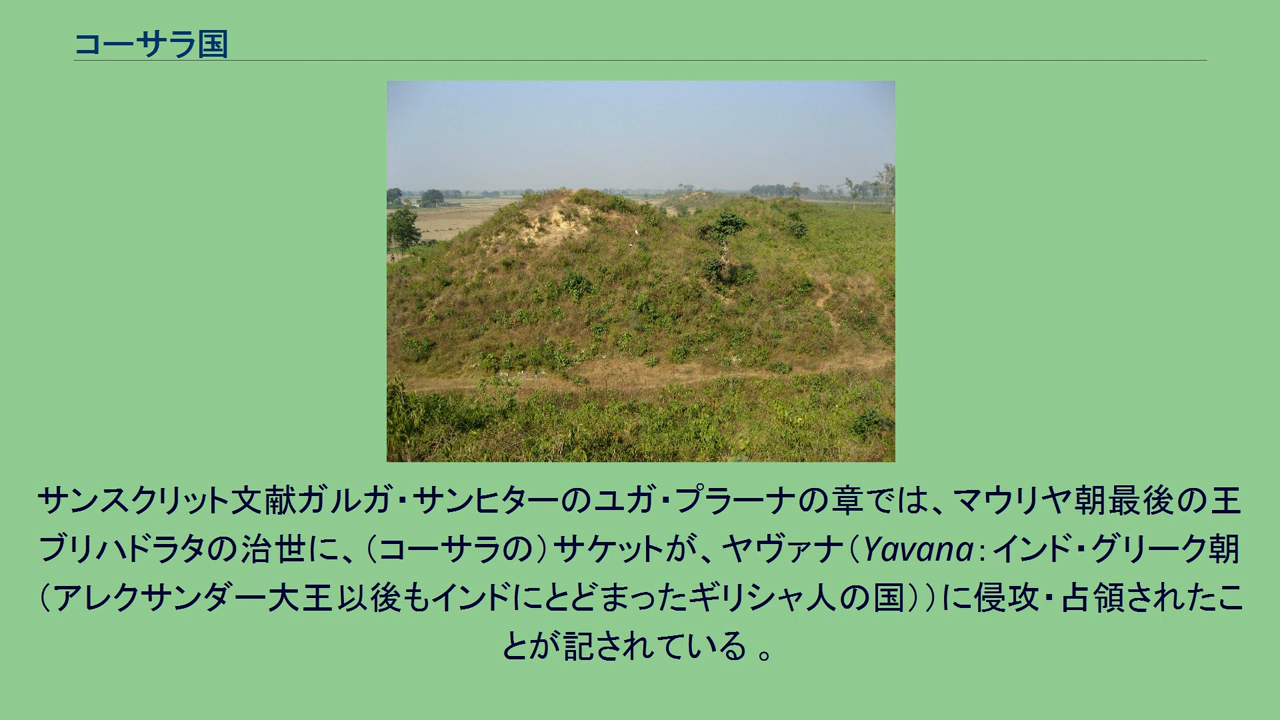 コーサラ国
サンスクリット文献ガルガ・サンヒターのユガ・プラーナの章では、マウリヤ朝最後の王
ブリハドラタの治世に、（コーサラの）サケットが、ヤヴァナ（Yavana：インド・グリーク朝
（アレクサンダー大王以後もインドにとどまったギリシャ人の国））に侵攻・占領されたこ
とが記されている 。